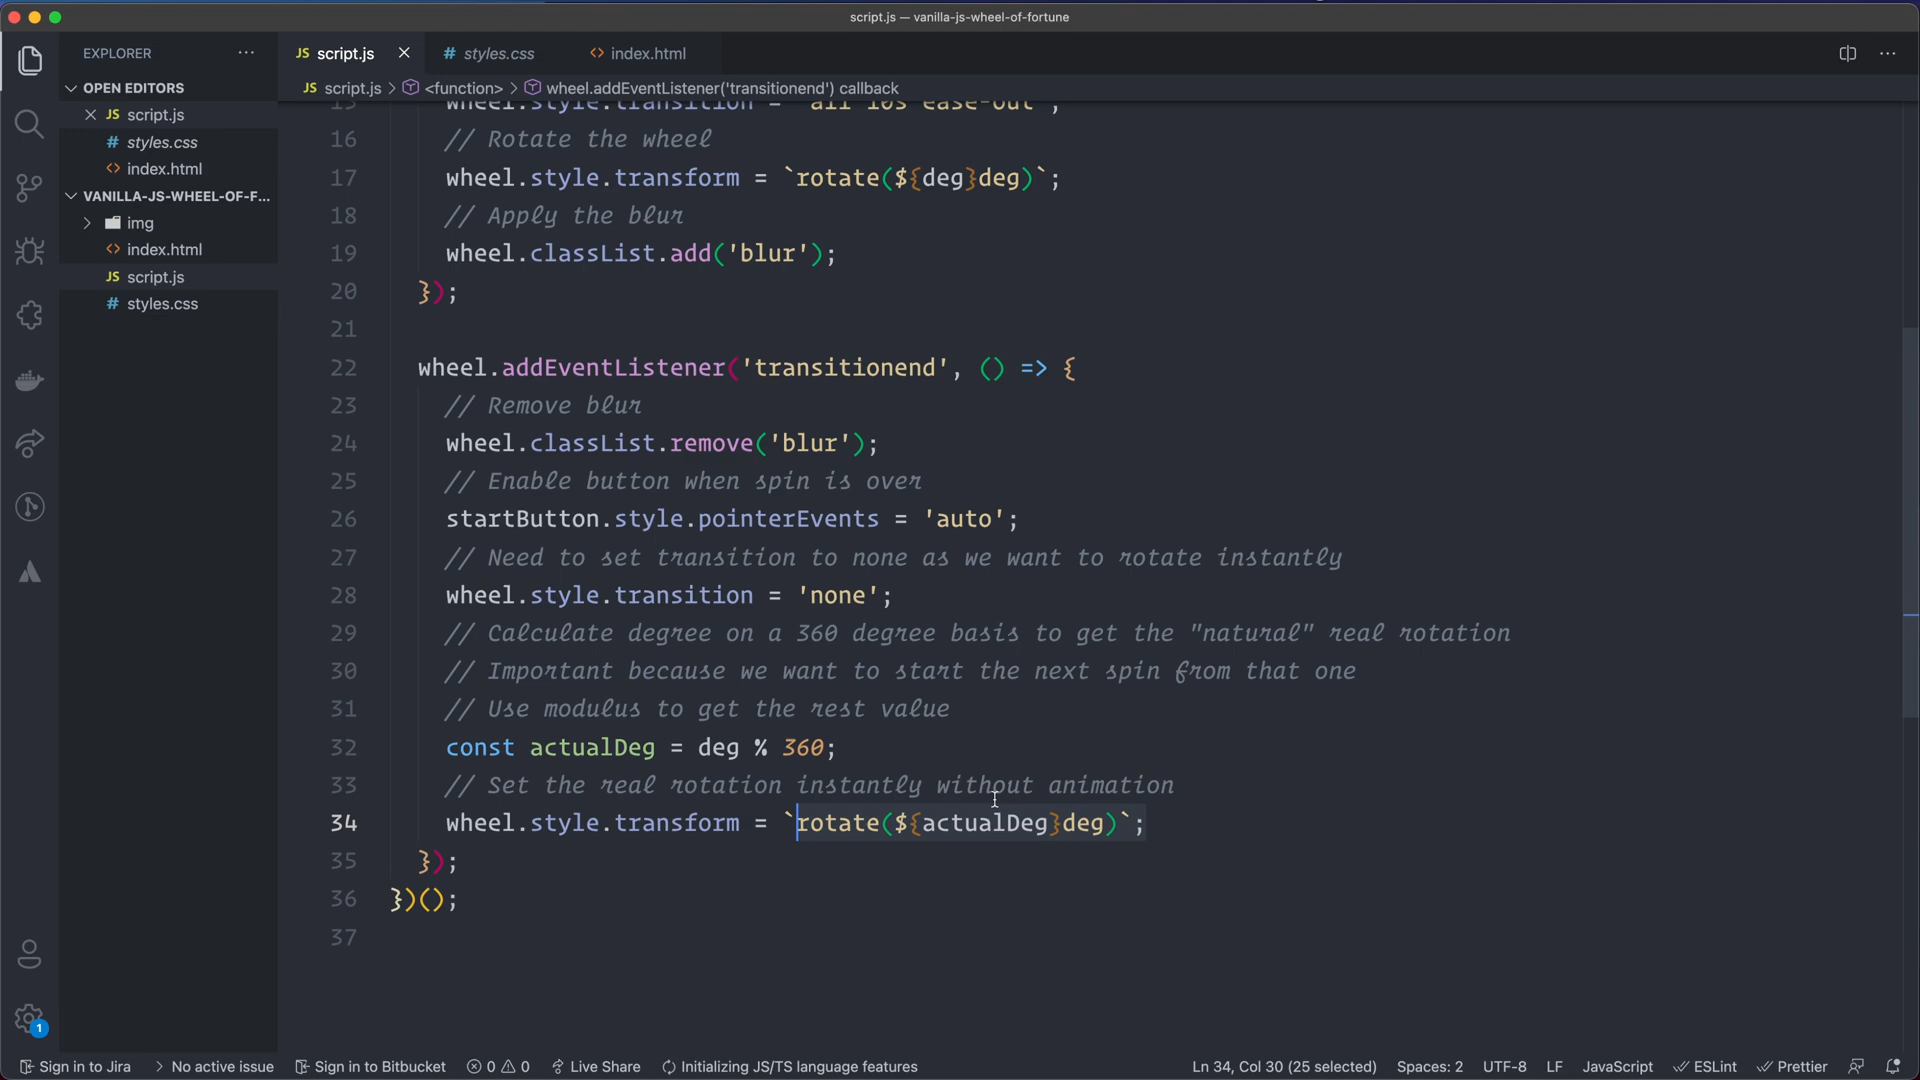 script.js — vanilla-js-wheel-of-fortune
EXPLORER
JS script.js
# styles.css
<> index.html
OPEN EDITORS
JS script.js > <function> > wheel.addEventListener('transitionend') callback
JS script.js
# styles.css
<> index.html
VANILLA-JS-WHEEL-OF-F...
img
<> index.html
JS script.js
# styles.css
15 wheel.style.transition = 'all 10s ease-out';
16 // Rotate the wheel
17 wheel.style.transform = `rotate(${deg}deg)`;
18 // Apply the blur
19 wheel.classList.add('blur');
20 });
21
22 wheel.addEventListener('transitionend', () => {
23 // Remove blur
24 wheel.classList.remove('blur');
25 // Enable button when spin is over
26 startButton.style.pointerEvents = 'auto';
27 // Need to set transition to none as we want to rotate instantly
28 wheel.style.transition = 'none';
29 // Calculate degree on a 360 degree basis to get the "natural" real rotation
30 // Important because we want to start the next spin from that one
31 // Use modulus to get the rest value
32 const actualDeg = deg % 360;
33 // Set the real rotation instantly without animation
34 wheel.style.transform = `rotate(${actualDeg}deg)`;
35 });
36 })();
37
1
Sign in to Jira > No active issue Sign in to Bitbucket 0 0 Live Share Initializing JS/TS language features Ln 34, Col 30 (25 selected) Spaces: 2 UTF-8 LF JavaScript ESLint Prettier